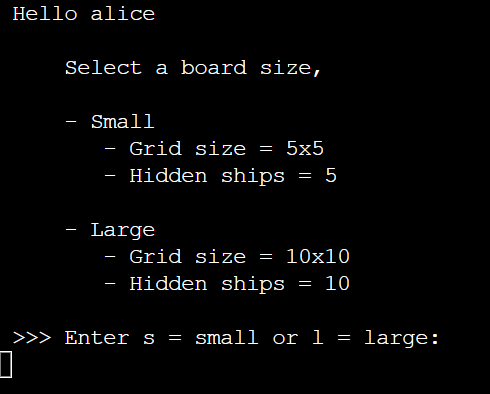 Hello alice
Select a board size,
- Small
- Grid size = 5x5
- Hidden ships = 5
- Large
- Grid size = 10x10
- Hidden ships = 10
>>> Enter s = small or l = large: